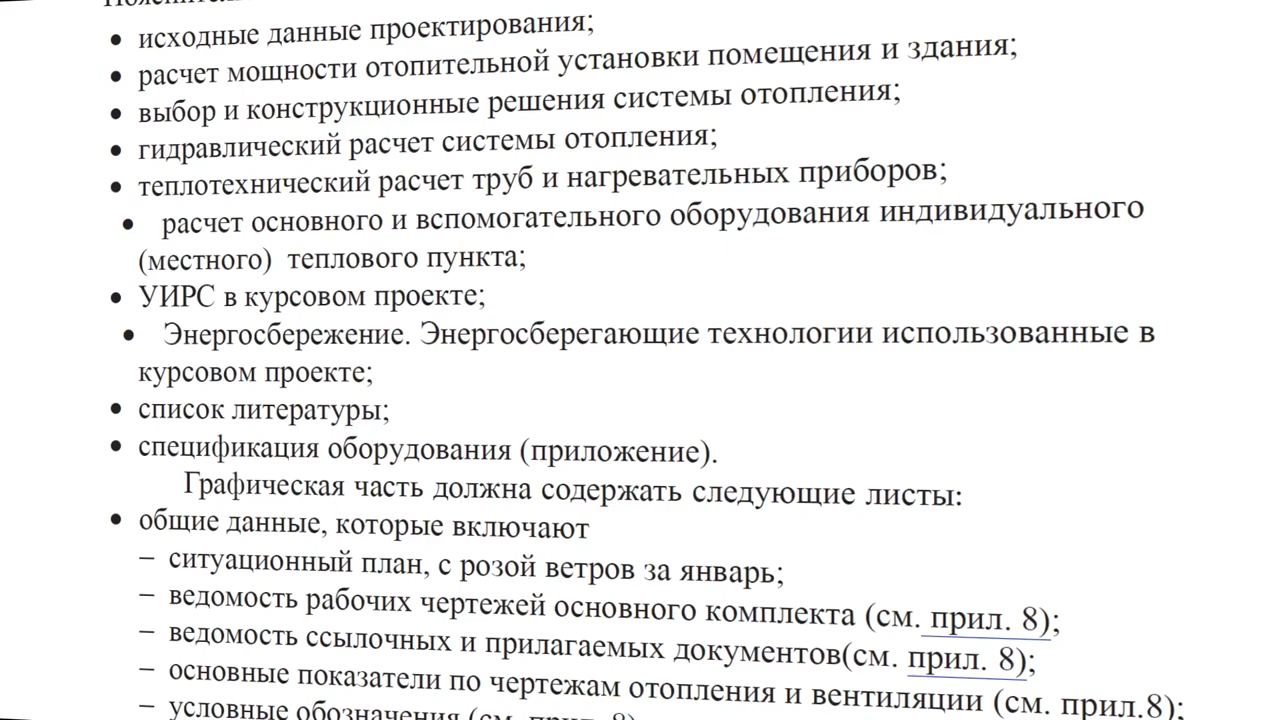 • исходные данные проектирования;
• расчет мощности отопительной установки помещения и здания;
• выбор и конструкционные решения системы отопления;
• гидравлический расчет системы отопления;
• теплотехнический расчет труб и нагревательных приборов;
• расчет основного и вспомогательного оборудования индивидуального
(местного) теплового пункта;
• УИРС в курсовом проекте;
• Энергосбережение. Энергосберегающие технологии использованные в
курсовом проекте;
• список литературы;
• спецификация оборудования (приложение).
Графическая часть должна содержать следующие листы:
• общие данные, которые включают
– ситуационный план, с розой ветров за январь;
– ведомость рабочих чертежей основного комплекта (см. прил. 8);
– ведомость ссылочных и прилагаемых документов(см. прил. 8);
– основные показатели по чертежам отопления и вентиляции (см. прил.8);
– условные обозначения (см. прил. 8)